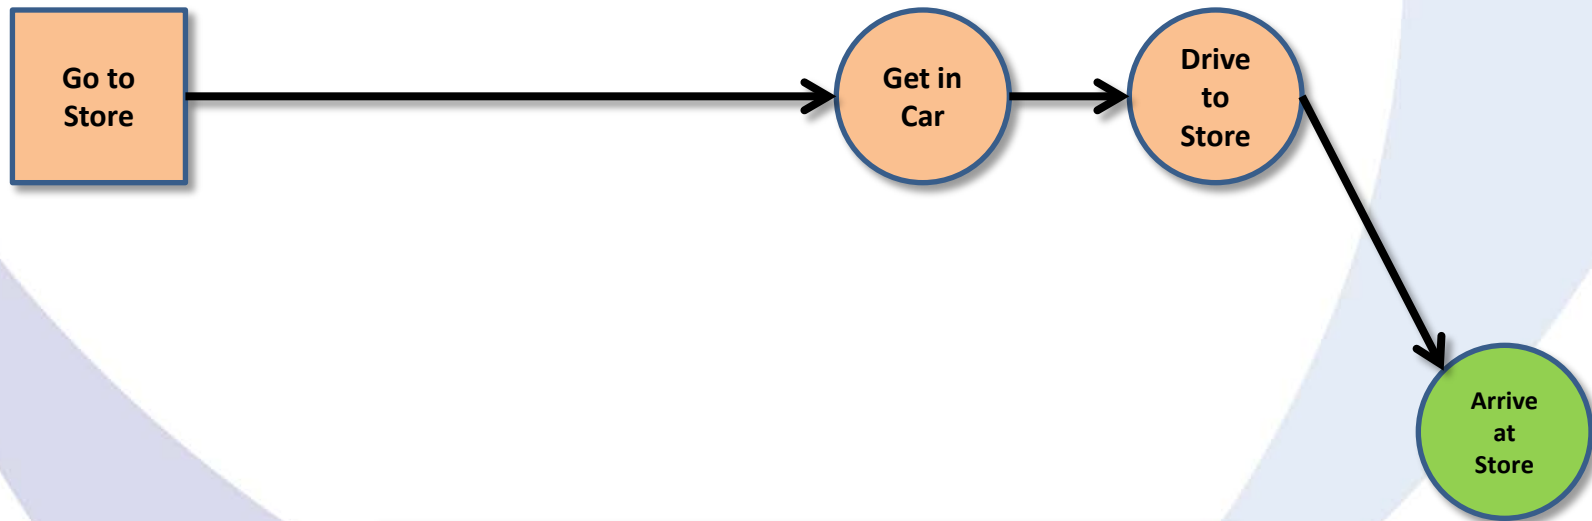 Go to
Store
Get in
Car
Drive
to
Store
Arrive
at
Store